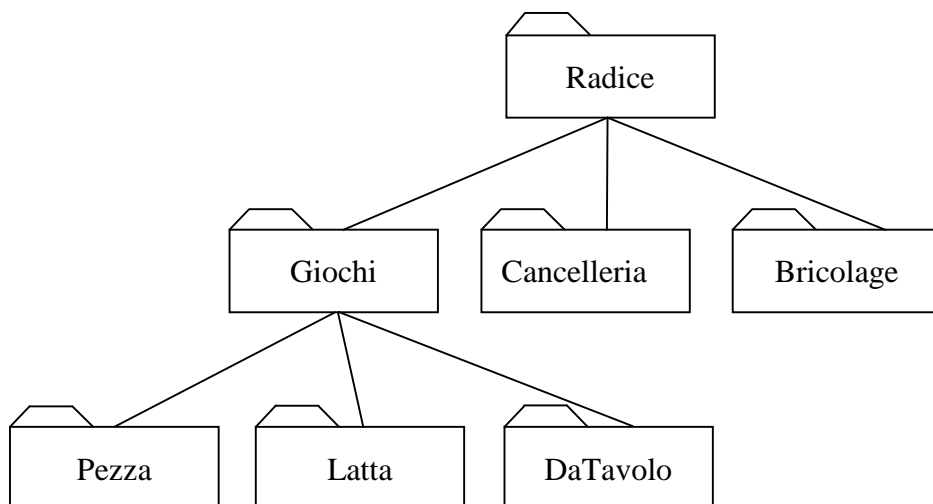 Radice
Giochi
Cancelleria
Bricolage
Pezza
Latta
DaTavolo